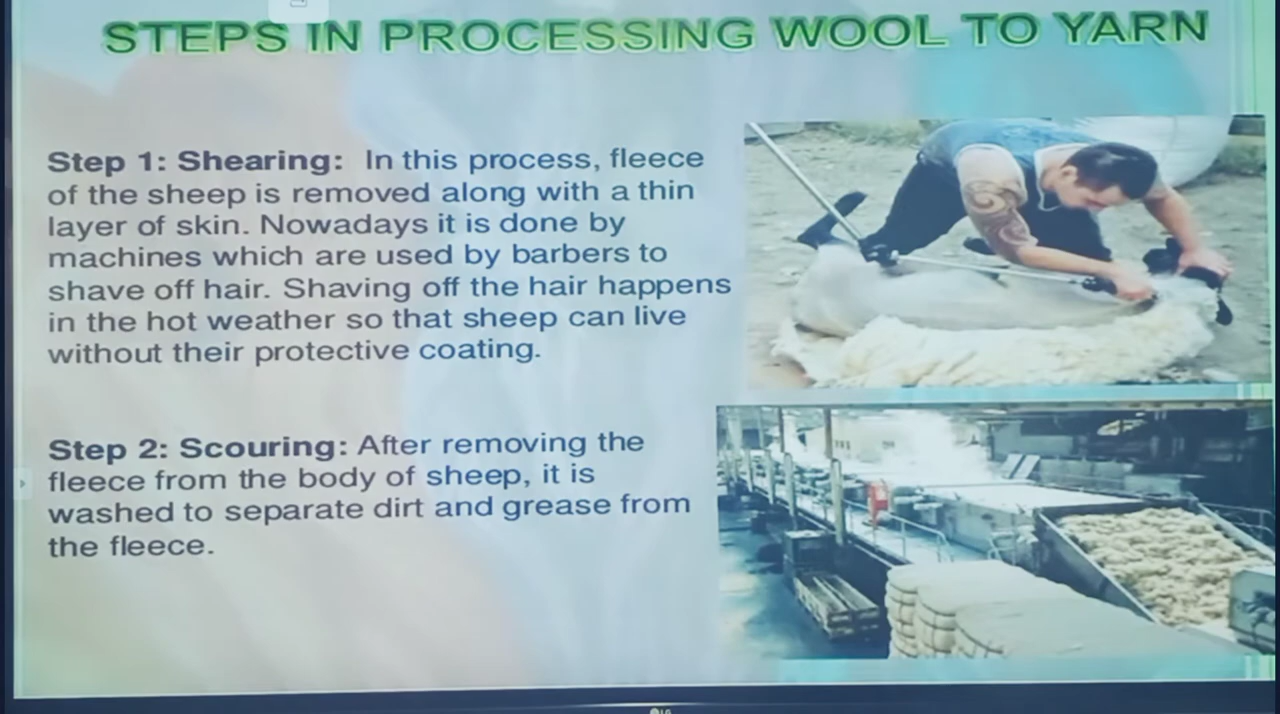 STEPS IN PROCESSING WOOL TO YARN
Step 1: Shearing: In this process, fleece
of the sheep is removed along with a thin
layer of skin. Nowadays it is done by
machines which are used by barbers to
shave off hair. Shaving off the hair happens
in the hot weather so that sheep can live
without their protective coating.
Step 2: Scouring: After removing the
fleece from the body of sheep, it is
washed to separate dirt and grease from
the fleece.
LG